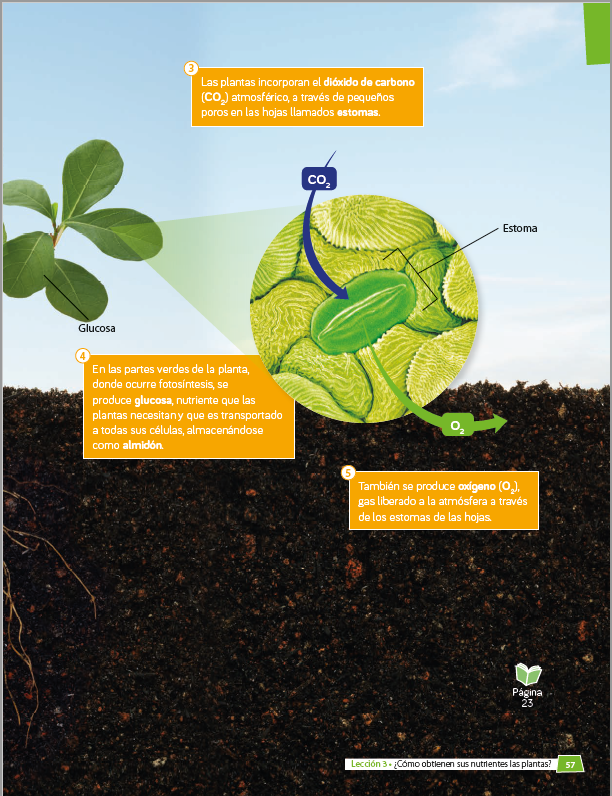 3
Las plantas incorporan el dióxido de carbono
(CO₂) atmosférico, a través de pequeños
poros en las hojas llamados estomas.
CO₂
Estoma
Glucosa
4
En las partes verdes de la planta,
donde ocurre fotosíntesis, se
produce glucosa, nutriente que las
plantas necesitan y que es transportado
a todas sus células, almacenándose
como almidón.
O₂
5
También se produce oxígeno (O₂),
gas liberado a la atmósfera a través
de los estomas de las hojas.
Página
23
Lección 3 • ¿Cómo obtienen sus nutrientes las plantas? 57